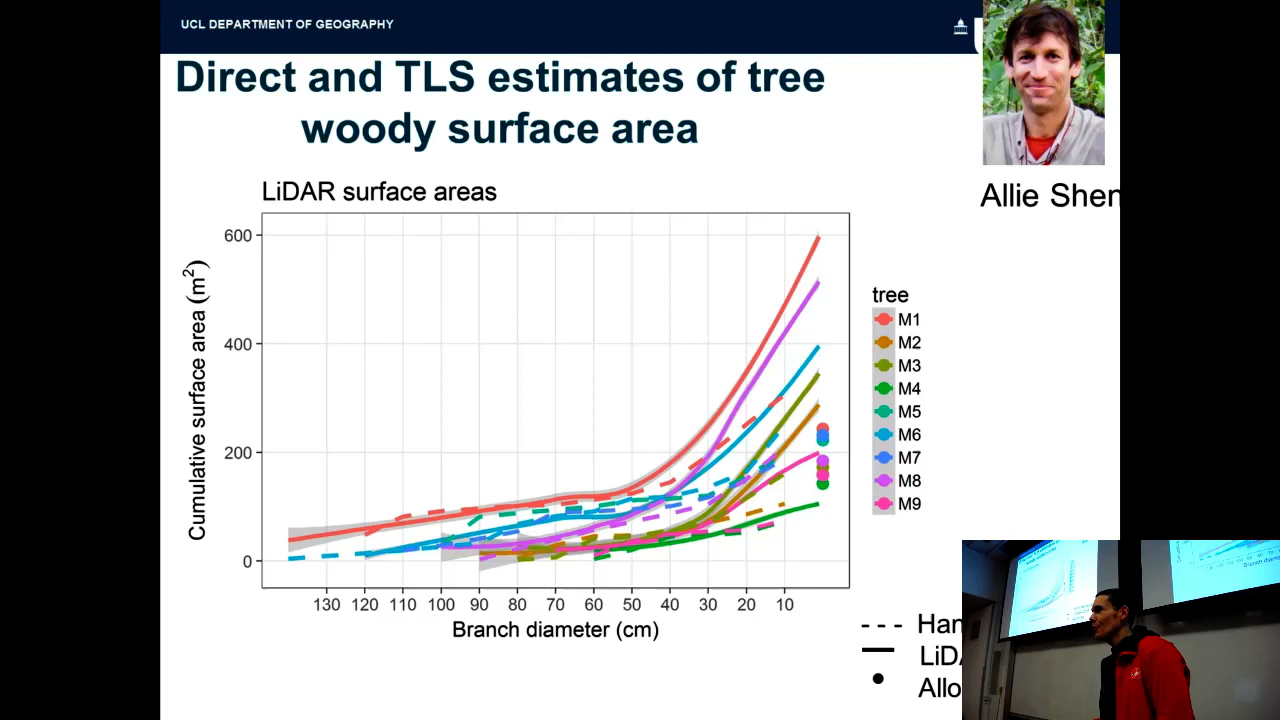 UCL DEPARTMENT OF GEOGRAPHY
Direct and TLS estimates of tree
woody surface area
Allie Shen
LiDAR surface areas
Cumulative surface area (m²)
600
400
200
0
130 120 110 100 90 80 70 60 50 40 30 20 10
Branch diameter (cm)
tree
M1
M2
M3
M4
M5
M6
M7
M8
M9
Han
LiDA
Allo